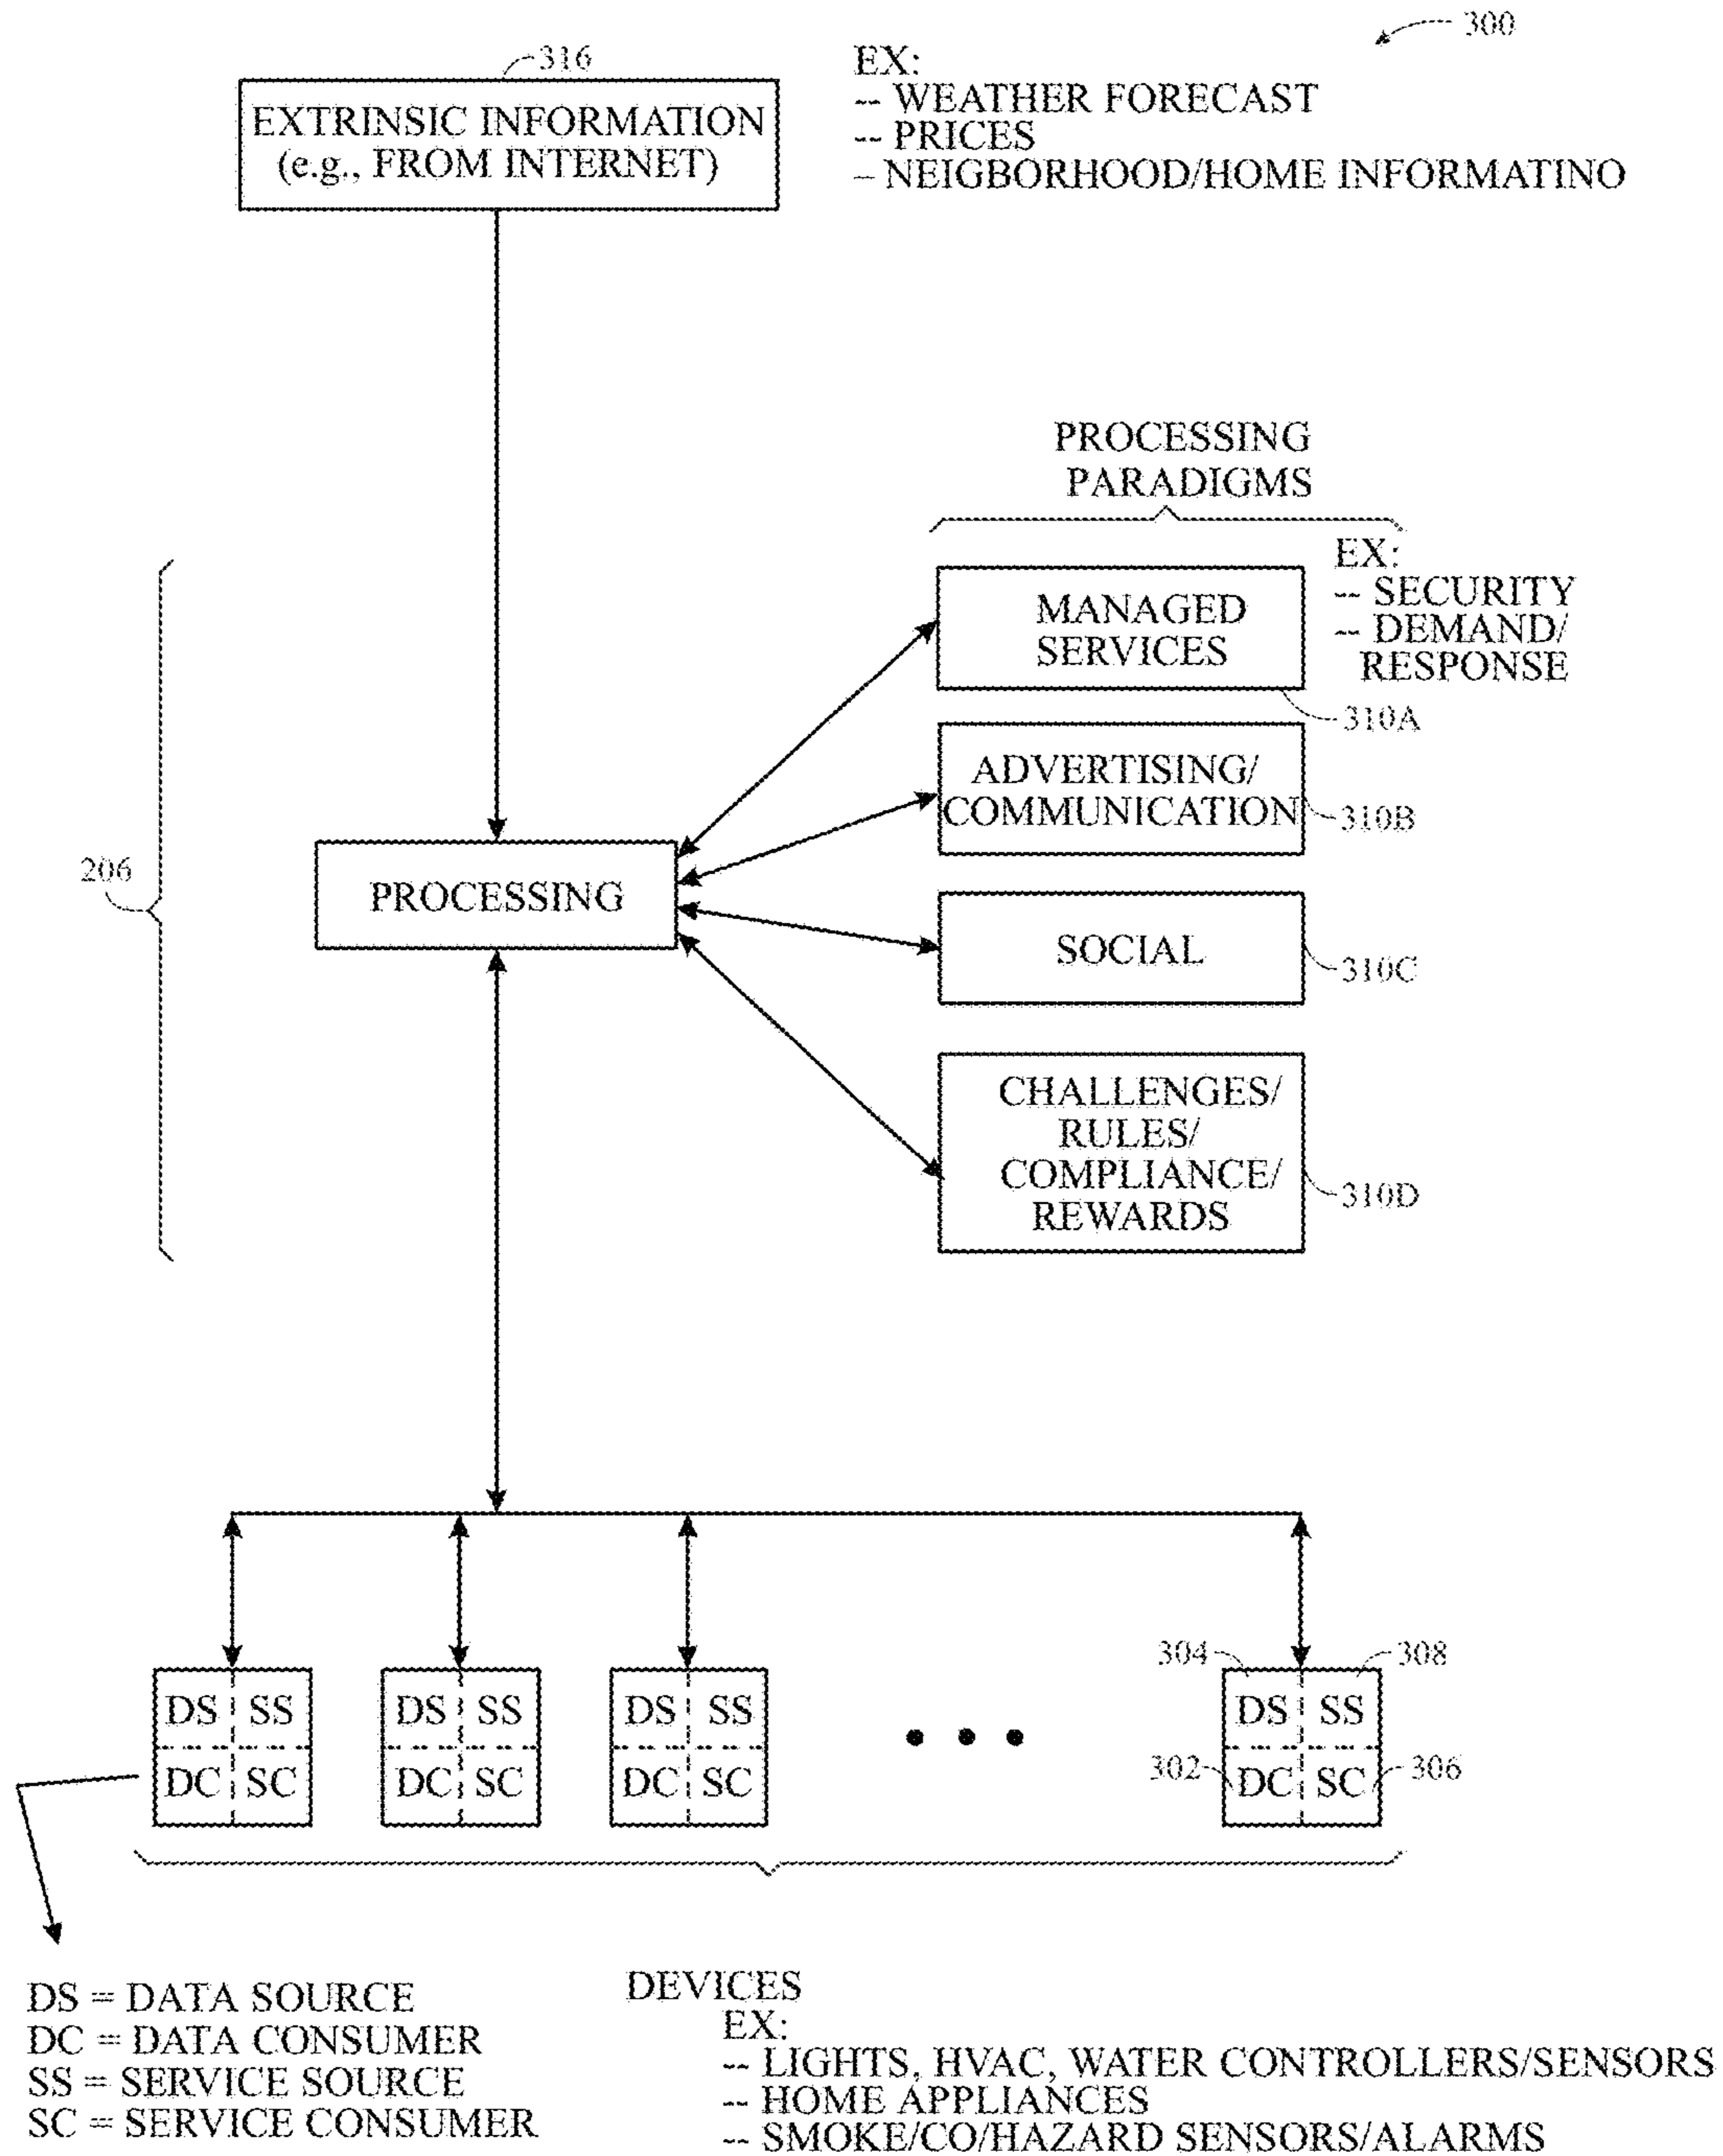 300
316
EXTRINSIC INFORMATION
(e.g., FROM INTERNET)
EX:
-- WEATHER FORECAST
-- PRICES
– NEIGBORHOOD/HOME INFORMATINO
PROCESSING
PARADIGMS
MANAGED
SERVICES
EX:
-- SECURITY
-- DEMAND/
RESPONSE
310A
ADVERTISING/
COMMUNICATION
310B
206
PROCESSING
SOCIAL
310C
CHALLENGES/
RULES/
COMPLIANCE/
REWARDS
310D
DS SS
DC SC
DS SS
DC SC
DS SS
DC SC
• • •
304
308
DS SS
302
DC SC
306
DS = DATA SOURCE
DC = DATA CONSUMER
SS = SERVICE SOURCE
SC = SERVICE CONSUMER
DEVICES
EX:
-- LIGHTS, HVAC, WATER CONTROLLERS/SENSORS
-- HOME APPLIANCES
-- SMOKE/CO/HAZARD SENSORS/ALARMS